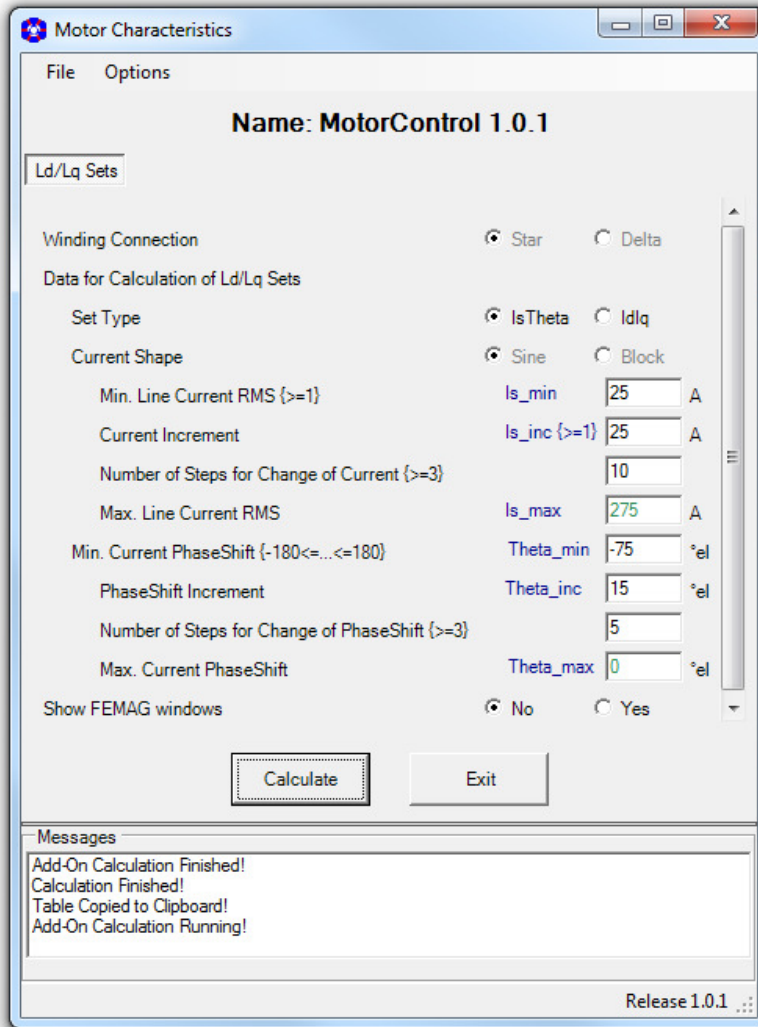 Motor Characteristics
File Options
Name: MotorControl 1.0.1
Ld/Lq Sets
Winding Connection Star Delta
Data for Calculation of Ld/Lq Sets
Set Type IsTheta IdIq
Current Shape Sine Block
Min. Line Current RMS {>=1} Is_min 25 A
Current Increment Is_inc {>=1} 25 A
Number of Steps for Change of Current {>=3} 10
Max. Line Current RMS Is_max 275 A
Min. Current PhaseShift {-180<=...<=180} Theta_min -75 °el
PhaseShift Increment Theta_inc 15 °el
Number of Steps for Change of PhaseShift {>=3} 5
Max. Current PhaseShift Theta_max 0 °el
Show FEMAG windows No Yes
Calculate Exit
Messages
Add-On Calculation Finished!
Calculation Finished!
Table Copied to Clipboard!
Add-On Calculation Running!
Release 1.0.1